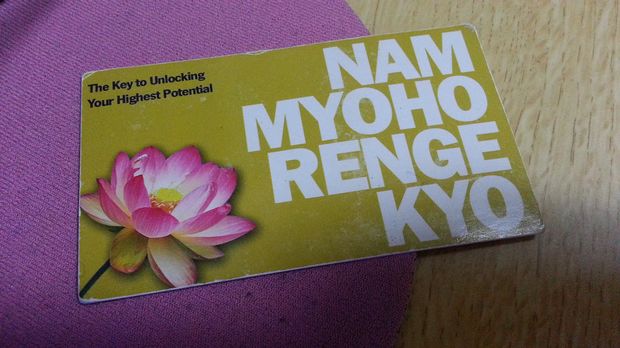 The Key to Unlocking
Your Highest Potential
NAM
MYOHO
RENGE
KYO